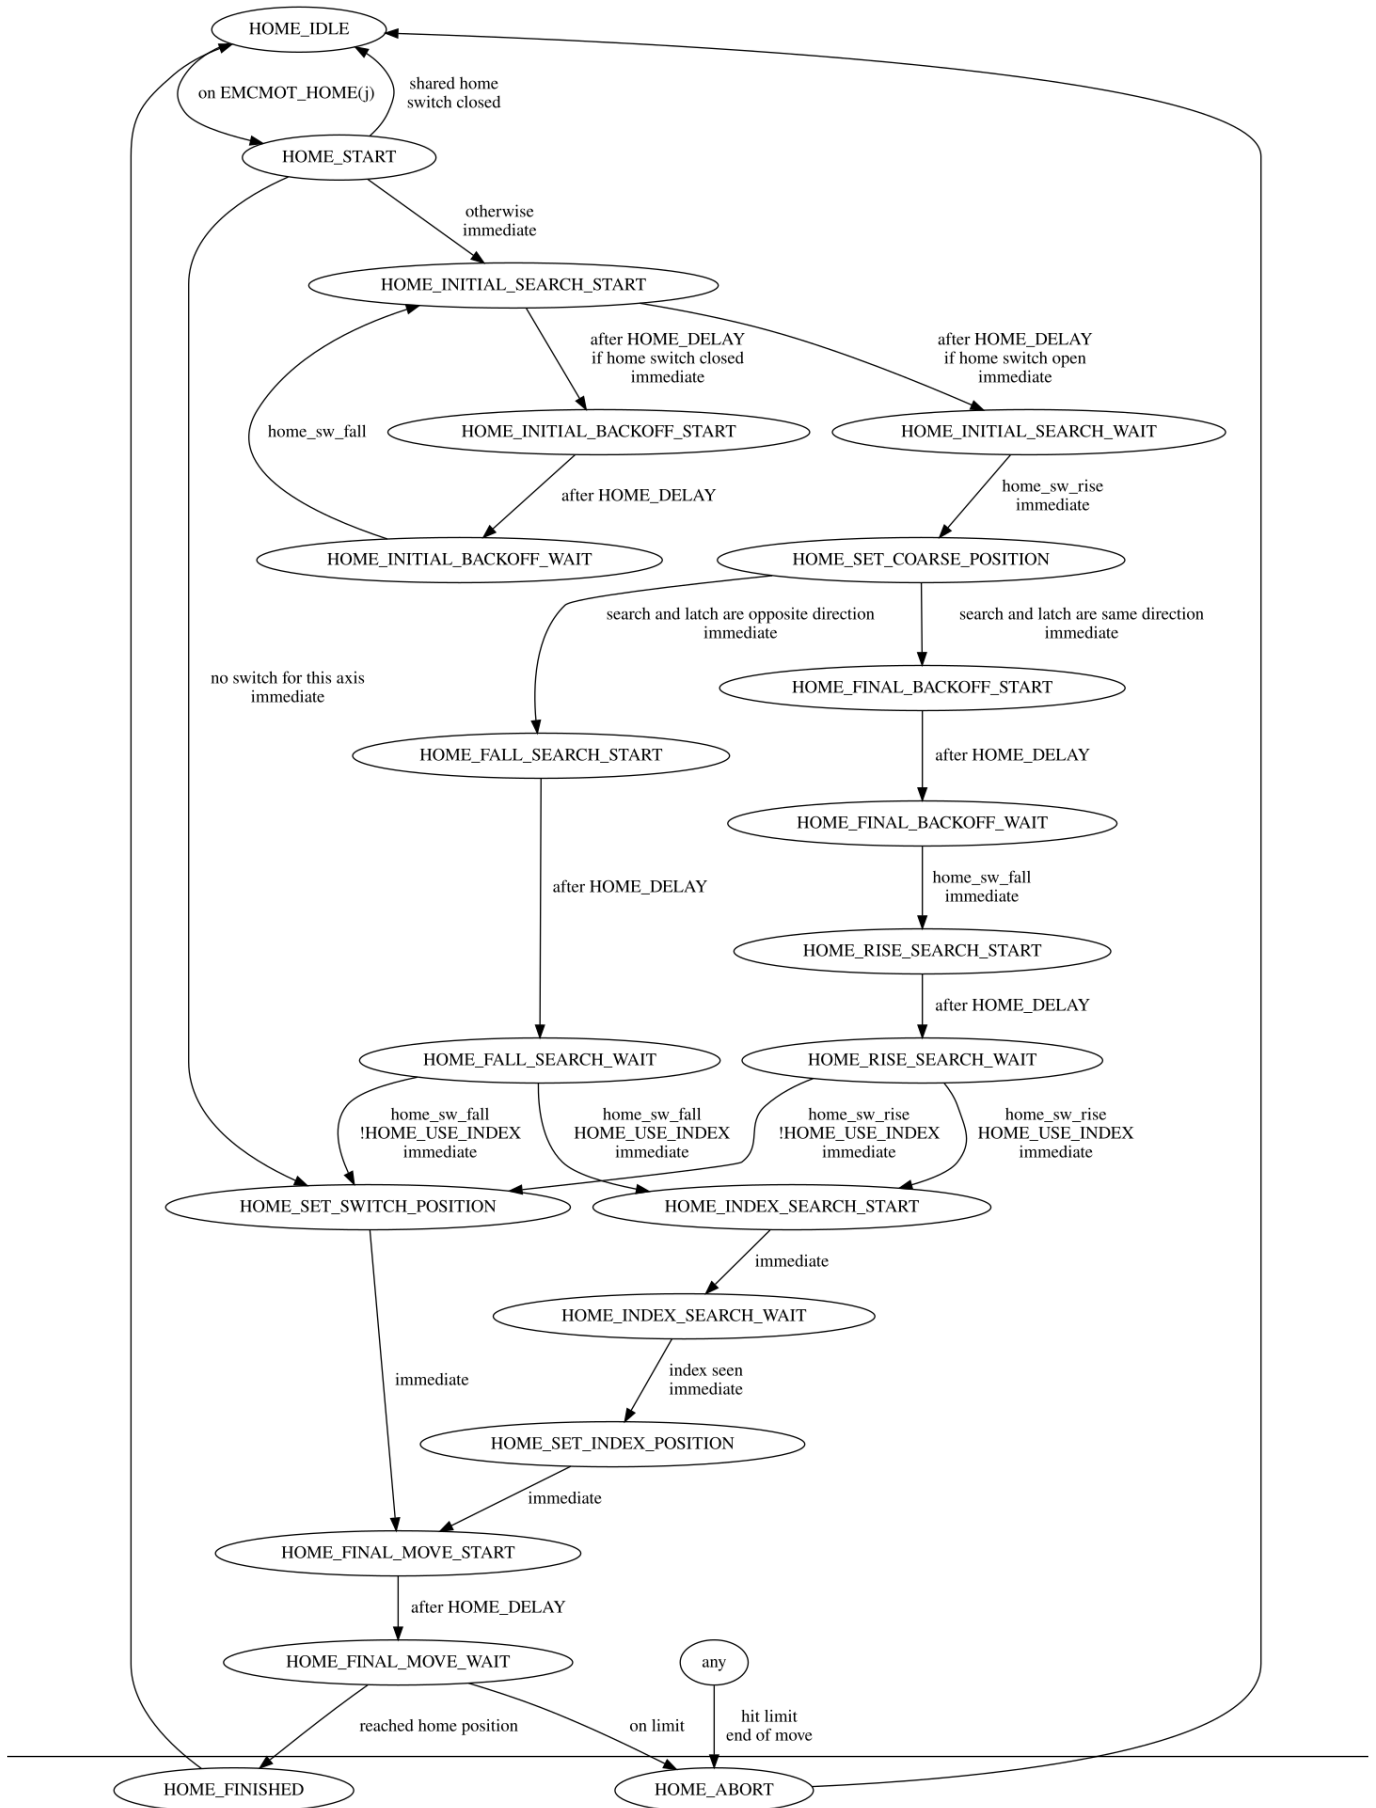 HOME_IDLE
on EMCMOT_HOME(j)
shared home
switch closed
HOME_START
otherwise
immediate
HOME_INITIAL_SEARCH_START
after HOME_DELAY
if home switch closed
immediate
after HOME_DELAY
if home switch open
immediate
home_sw_fall
HOME_INITIAL_BACKOFF_START
HOME_INITIAL_SEARCH_WAIT
after HOME_DELAY
home_sw_rise
immediate
HOME_INITIAL_BACKOFF_WAIT
HOME_SET_COARSE_POSITION
search and latch are opposite direction
immediate
search and latch are same direction
immediate
no switch for this axis
immediate
HOME_FINAL_BACKOFF_START
HOME_FALL_SEARCH_START
after HOME_DELAY
HOME_FINAL_BACKOFF_WAIT
after HOME_DELAY
home_sw_fall
immediate
HOME_RISE_SEARCH_START
after HOME_DELAY
HOME_FALL_SEARCH_WAIT
HOME_RISE_SEARCH_WAIT
home_sw_fall
!HOME_USE_INDEX
immediate
home_sw_fall
HOME_USE_INDEX
immediate
home_sw_rise
!HOME_USE_INDEX
immediate
home_sw_rise
HOME_USE_INDEX
immediate
HOME_SET_SWITCH_POSITION
HOME_INDEX_SEARCH_START
immediate
HOME_INDEX_SEARCH_WAIT
immediate
index seen
immediate
HOME_SET_INDEX_POSITION
immediate
HOME_FINAL_MOVE_START
after HOME_DELAY
HOME_FINAL_MOVE_WAIT
any
reached home position
on limit
hit limit
end of move
HOME_FINISHED
HOME_ABORT